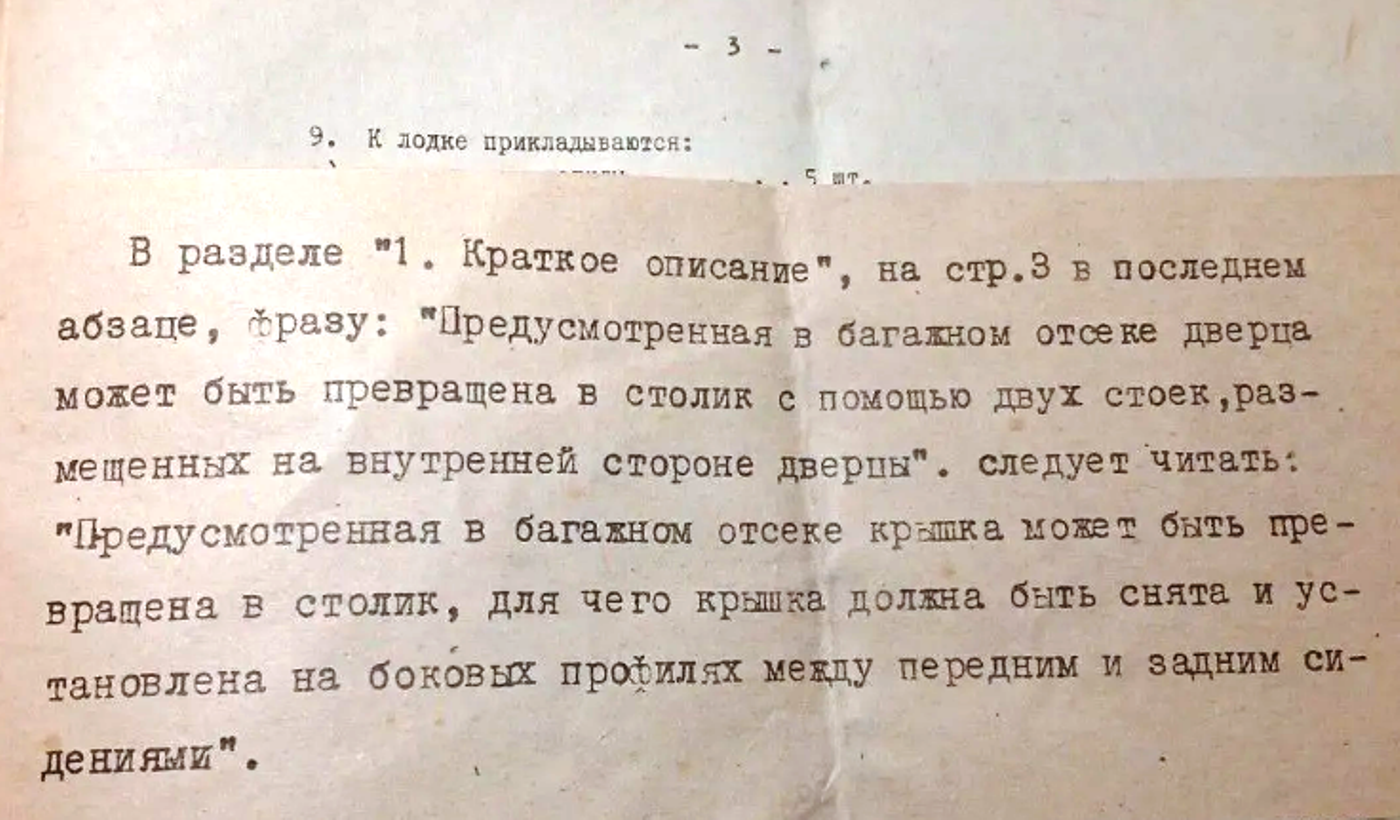 - 3 -
9. К лодке прикладываются:
. . 5 шт.
В разделе "1. Краткое описание", на стр.3 в последнем
абзаце, фразу: "Предусмотренная в багажном отсеке дверца
может быть превращена в столик с помощью двух стоек,раз-
мещенных на внутренней стороне дверцы". следует читать:
"Предусмотренная в багажном отсеке крышка может быть пре-
вращена в столик, для чего крышка должна быть снята и ус-
тановлена на боковых профилях между передним и задним си-
дениями".